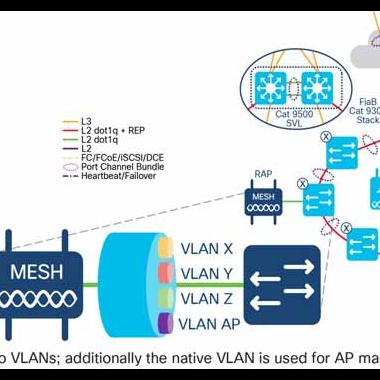 Cat 9500
SVL
FiaB
Cat 930
Stack
L3
L2 dot1q + REP
L2 dot1q
L2
FC/FCoE/iSCSI/DCE
Port Channel Bundle
Heartbeat/Failover
RAP
MESH
X
X
X
X
MESH
VLAN X
VLAN Y
VLAN Z
VLAN AP
o VLANs; additionally the native VLAN is used for AP ma